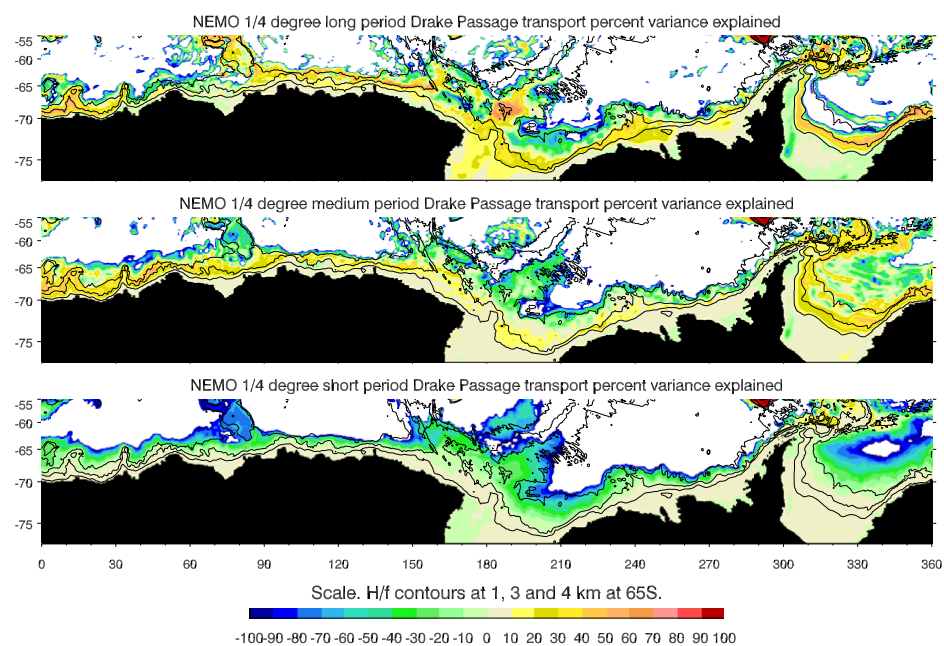 NEMO 1/4 degree long period Drake Passage transport percent variance explained
-55
-60
-65
-70
-75
NEMO 1/4 degree medium period Drake Passage transport percent variance explained
-55
-60
-65
-70
-75
NEMO 1/4 degree short period Drake Passage transport percent variance explained
-55
-60
-65
-70
-75
0 30 60 90 120 150 180 210 240 270 300 330 360
Scale. H/f contours at 1, 3 and 4 km at 65S.
-100-90 -80 -70 -60 -50 -40 -30 -20 -10 0 10 20 30 40 50 60 70 80 90 100